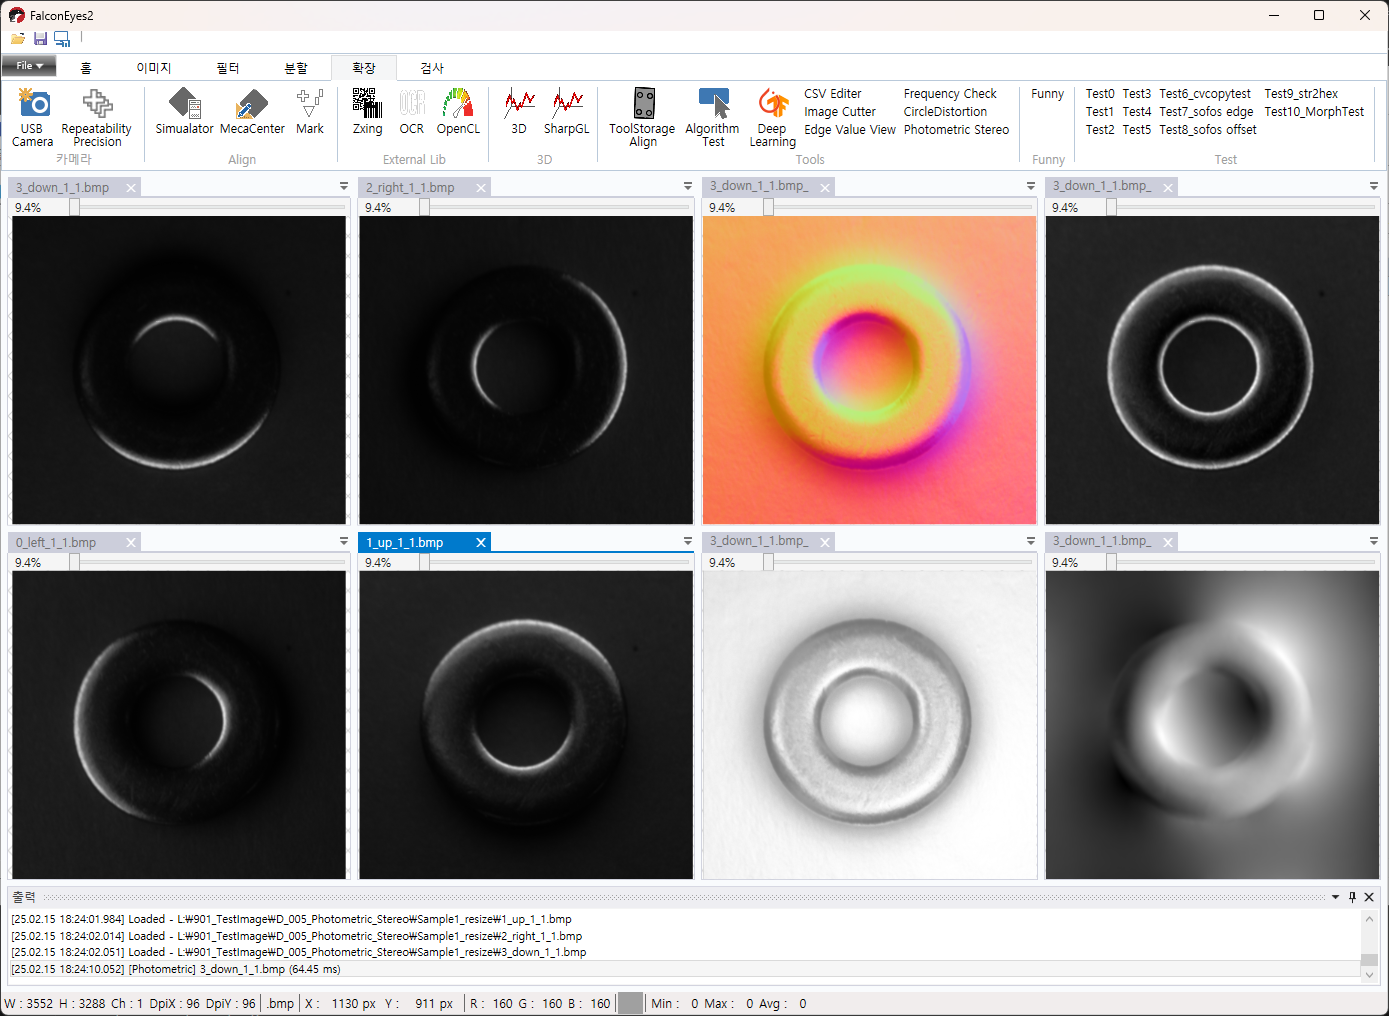 FalconEyes2
File
홈 이미지 필터 분할 확장 검사
USB Camera
Repeatability Precision
카메라
Simualator
MecaCenter
Mark
Align
Zxing
OCR
OCR
OpenCL
External Lib
3D
SharpGL
3D
ToolStorage Align
Algorithm Test
Deep Learning
CSV Editer
Image Cutter
Edge Value View
Frequency Check
CircleDistortion
Photometric Stereo
Tools
Funny
Funny
Test0 Test3 Test6_cvcopytest Test9_str2hex
Test1 Test4 Test7_sofos edge Test10_MorphTest
Test2 Test5 Test8_sofos offset
Test
3_down_1_1.bmp
9.4%
2_right_1_1.bmp
9.4%
3_down_1_1.bmp_
9.4%
3_down_1_1.bmp_
9.4%
0_left_1_1.bmp
9.4%
1_up_1_1.bmp
9.4%
3_down_1_1.bmp_
9.4%
3_down_1_1.bmp_
9.4%
출력
[25.02.15 18:24:01.984] Loaded - L:₩901_TestImage₩D_005_Photometric_Stereo₩Sample1_resize₩1_up_1_1.bmp
[25.02.15 18:24:02.014] Loaded - L:₩901_TestImage₩D_005_Photometric_Stereo₩Sample1_resize₩2_right_1_1.bmp
[25.02.15 18:24:02.051] Loaded - L:₩901_TestImage₩D_005_Photometric_Stereo₩Sample1_resize₩3_down_1_1.bmp
[25.02.15 18:24:10.052] [Photometric] 3_down_1_1.bmp (64.45 ms)
W : 3552 H : 3288 Ch : 1 DpiX : 96 DpiY : 96 .bmp X : 1130 px Y : 911 px R : 160 G : 160 B : 160 Min : 0 Max : 0 Avg : 0